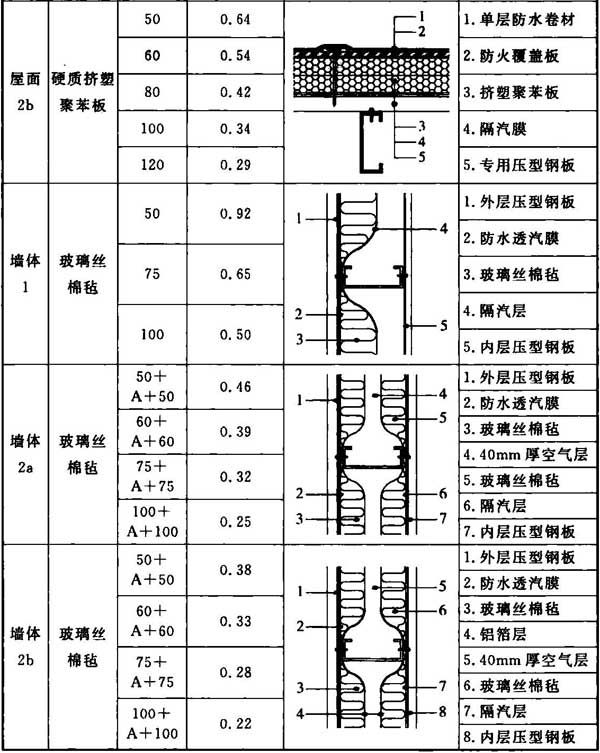 屋面
2b
硬质挤塑
聚苯板
50
0.64
60
0.54
80
0.42
100
0.34
120
0.29
1
2
3
4
5
1.单层防水卷材
2.防火覆盖板
3.挤塑聚苯板
4.隔汽膜
5.专用压型钢板
墙体
1
玻璃丝
棉毡
50
0.92
75
0.65
100
0.50
1
4
2
3
5
1.外层压型钢板
2.防水透汽膜
3.玻璃丝棉毡
4.隔汽层
5.内层压型钢板
墙体
2a
玻璃丝
棉毡
50+
A+50
0.46
60+
A+60
0.39
75+
A+75
0.32
100+
A+100
0.25
1
4
5
2
6
3
7
1.外层压型钢板
2.防水透汽膜
3.玻璃丝棉毡
4.40mm厚空气层
5.玻璃丝棉毡
6.隔汽层
7.内层压型钢板
墙体
2b
玻璃丝
棉毡
50+
A+50
0.38
60+
A+60
0.33
75+
A+75
0.28
100+
A+100
0.22
1
5
2
6
3
7
4
8
1.外层压型钢板
2.防水透汽膜
3.玻璃丝棉毡
4.铝箔层
5.40mm厚空气层
6.玻璃丝棉毡
7.隔汽层
8.内层压型钢板